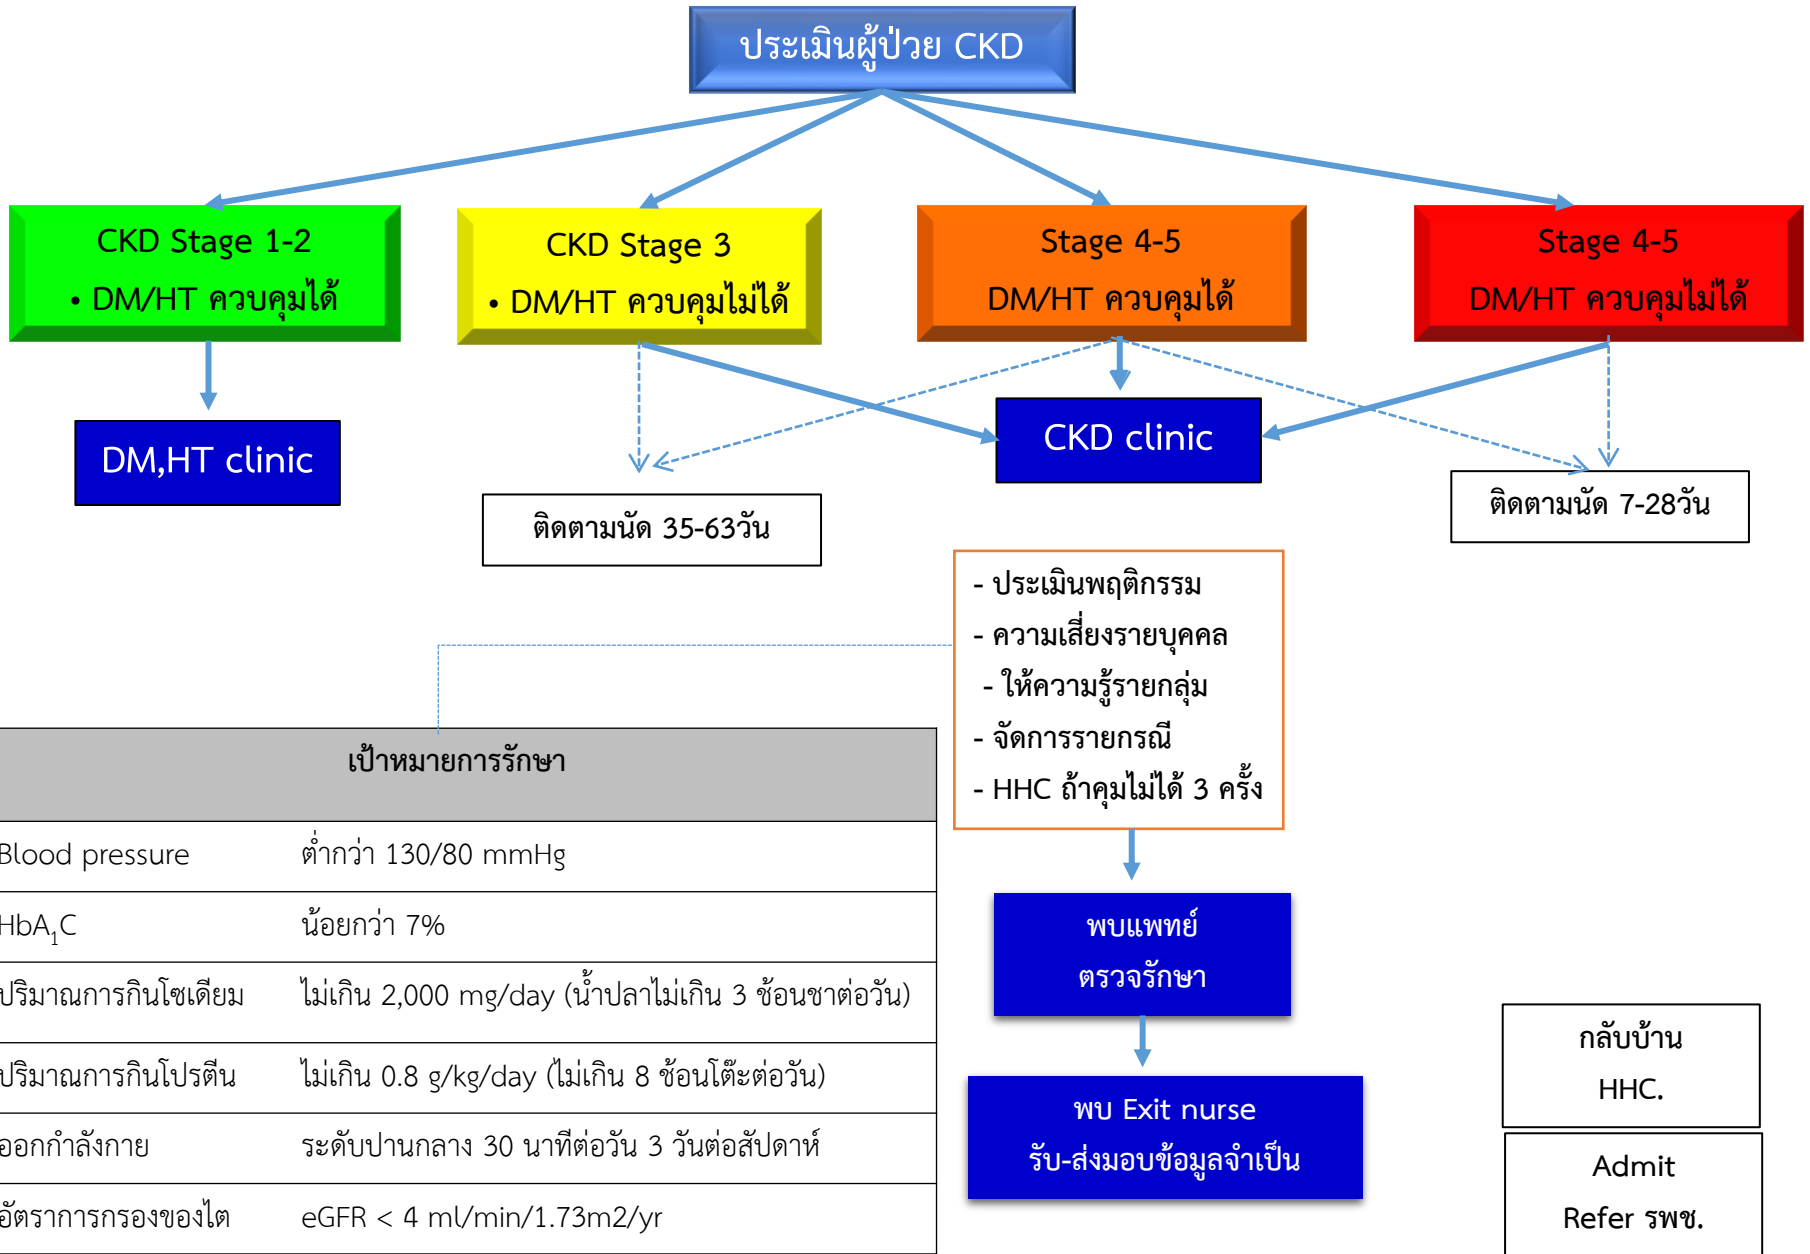 ประเมินผู้ป่วย CKD
CKD Stage 1-2
• DM/HT ควบคุมได้
CKD Stage 3
• DM/HT ควบคุมไม่ได้
Stage 4-5
DM/HT ควบคุมได้
Stage 4-5
DM/HT ควบคุมไม่ได้
DM,HT clinic
CKD clinic
ติดตามนัด 35-63วัน
ติดตามนัด 7-28วัน
- ประเมินพฤติกรรม
- ความเสี่ยงรายบุคคล
- ให้ความรู้รายกลุ่ม
- จัดการรายกรณี
- HHC ถ้าคุมไม่ได้ 3 ครั้ง
เป้าหมายการรักษา
Blood pressure ต่ำกว่า 130/80 mmHg
HbA1C น้อยกว่า 7%
ปริมาณการกินโซเดียม ไม่เกิน 2,000 mg/day (น้ำปลาไม่เกิน 3 ช้อนชาต่อวัน)
ปริมาณการกินโปรตีน ไม่เกิน 0.8 g/kg/day (ไม่เกิน 8 ช้อนโต๊ะต่อวัน)
ออกกำลังกาย ระดับปานกลาง 30 นาทีต่อวัน 3 วันต่อสัปดาห์
อัตราการกรองของไต eGFR < 4 ml/min/1.73m2/yr
พบแพทย์
ตรวจรักษา
พบ Exit nurse
รับ-ส่งมอบข้อมูลจำเป็น
กลับบ้าน
HHC.
Admit
Refer รพช.